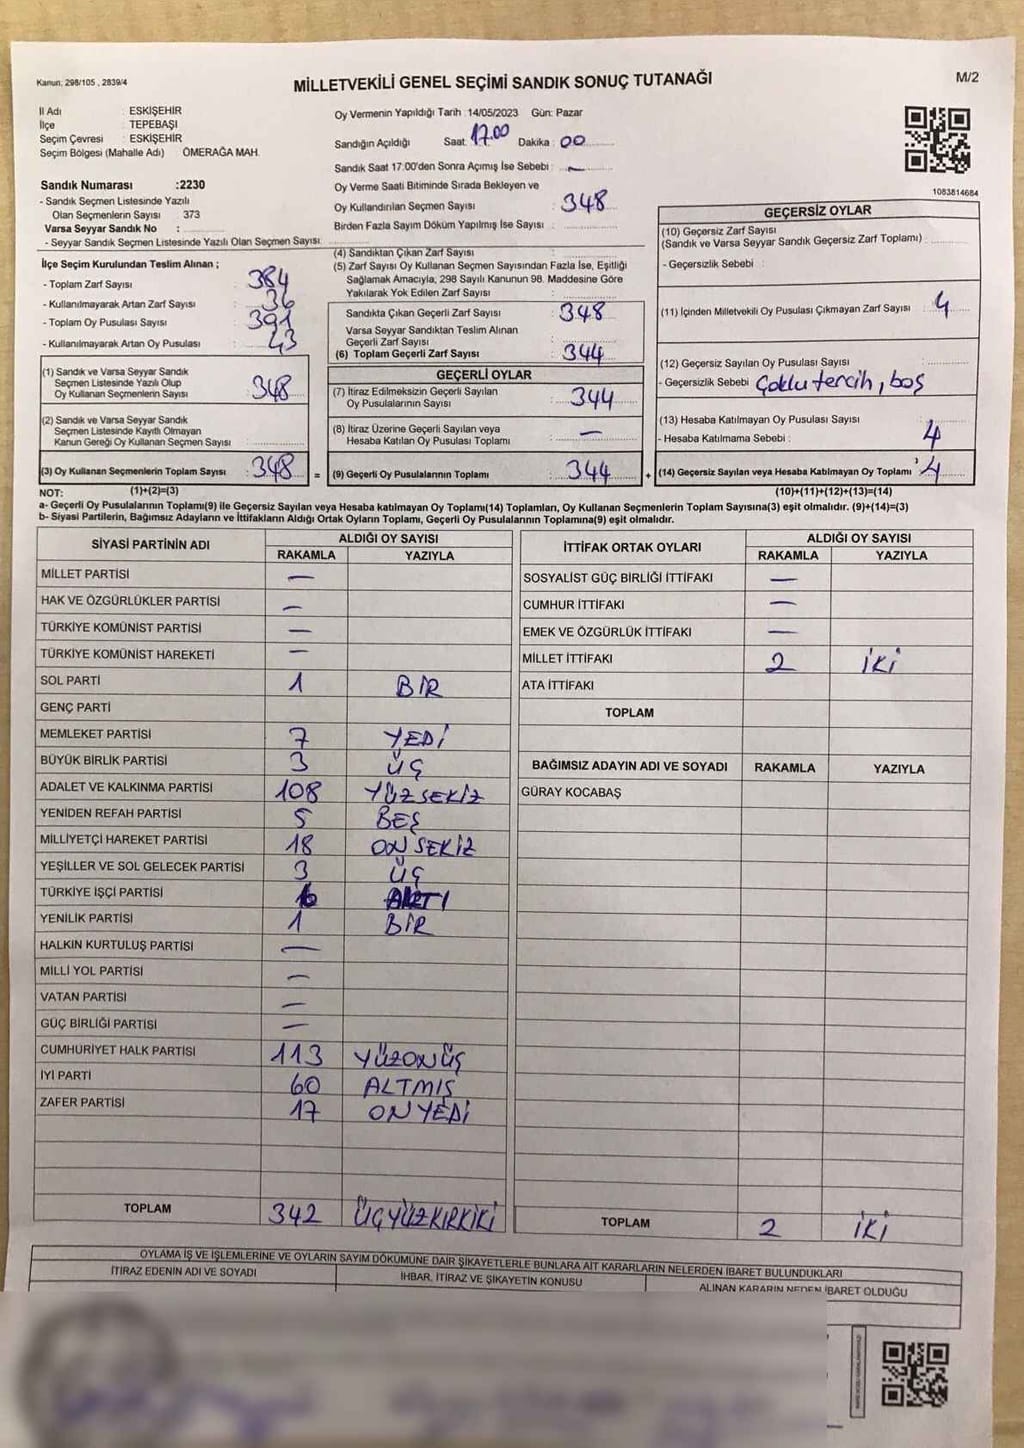 Kanun: 298/105 , 2839/4
MİLLETVEKİLİ GENEL SEÇİMİ SANDIK SONUÇ TUTANAĞI
M/2
İl Adı : ESKİŞEHİR
İlçe : TEPEBAŞI
Seçim Çevresi : ESKİŞEHİR
Seçim Bölgesi (Mahalle Adı) : ÖMERAĞA MAH.
Sandık Numarası :2230
- Sandık Seçmen Listesinde Yazılı
Olan Seçmenlerin Sayısı : 373
Varsa Seyyar Sandık No :
- Seyyar Sandık Seçmen Listesinde Yazılı Olan Seçmen Sayısı:
Oy Vermenin Yapıldığı Tarih :14/05/2023 Gün: Pazar
Sandığın Açıldığı Saat: 17.00 Dakika : 00
Sandık Saat 17:00'den Sonra Açımış İse Sebebi : —
Oy Verme Saati Bitiminde Sırada Bekleyen ve
Oy Kullandırılan Seçmen Sayısı : 348
Birden Fazla Sayım Döküm Yapılmış İse Sayısı :
1083814684
İlçe Seçim Kurulundan Teslim Alınan ;
- Toplam Zarf Sayısı : 384
- Kullanılmayarak Artan Zarf Sayısı : 36
- Toplam Oy Pusulası Sayısı : 391
- Kullanılmayarak Artan Oy Pusulası : 43
(1) Sandık ve Varsa Seyyar Sandık
Seçmen Listesinde Yazılı Olup
Oy Kullanan Seçmenlerin Sayısı : 348
(2) Sandık ve Varsa Seyyar Sandık
Seçmen Listesinde Kayıtlı Olmayan
Kanun Gereği Oy Kullanan Seçmen Sayısı :
(3) Oy Kullanan Seçmenlerin Toplam Sayısı : 348 =
(4) Sandıktan Çıkan Zarf Sayısı :
(5) Zarf Sayısı Oy Kullanan Seçmen Sayısından Fazla İse, Eşitliği
Sağlamak Amacıyla, 298 Sayılı Kanunun 98. Maddesine Göre
Yakılarak Yok Edilen Zarf Sayısı :
Sandıkta Çıkan Geçerli Zarf Sayısı : 348
Varsa Seyyar Sandıktan Teslim Alınan
Geçerli Zarf Sayısı :
(6) Toplam Geçerli Zarf Sayısı : 344
GEÇERLİ OYLAR
(7) İtiraz Edilmeksizin Geçerli Sayılan
Oy Pusulalarının Sayısı : 344
(8) İtiraz Üzerine Geçerli Sayılan veya
Hesaba Katılan Oy Pusulası Toplamı : —
(9) Geçerli Oy Pusulalarının Toplamı : 344 +
GEÇERSİZ OYLAR
(10) Geçersiz Zarf Sayısı
(Sandık ve Varsa Seyyar Sandık Geçersiz Zarf Toplamı) :
- Geçersizlik Sebebi :
(11) İçinden Milletvekili Oy Pusulası Çıkmayan Zarf Sayısı : 4
(12) Geçersiz Sayılan Oy Pusulası Sayısı :
- Geçersizlik Sebebi : Çoklu tercih, boş
(13) Hesaba Katılmayan Oy Pusulası Sayısı :
- Hesaba Katılmama Sebebi : 4
(14) Geçersiz Sayılan veya Hesaba Katılmayan Oy Toplamı : 4
NOT: (1)+(2)=(3)
(10)+(11)+(12)+(13)=(14)
a- Geçerli Oy Pusulalarının Toplamı(9) ile Geçersiz Sayılan veya Hesaba katılmayan Oy Toplamı(14) Toplamları, Oy Kullanan Seçmenlerin Toplam Sayısına(3) eşit olmalıdır. (9)+(14)=(3)
b- Siyasi Partilerin, Bağımsız Adayların ve İttifakların Aldığı Ortak Oyların Toplamı, Geçerli Oy Pusulalarının Toplamına(9) eşit olmalıdır.
SİYASİ PARTİNİN ADI ALDIĞI OY SAYISI
RAKAMLA YAZIYLA
MİLLET PARTİSİ —
HAK VE ÖZGÜRLÜKLER PARTİSİ —
TÜRKİYE KOMÜNİST PARTİSİ —
TÜRKİYE KOMÜNİST HAREKETİ —
SOL PARTİ 1 BİR
GENÇ PARTİ
MEMLEKET PARTİSİ 7 YEDİ
BÜYÜK BİRLİK PARTİSİ 3 ÜÇ
ADALET VE KALKINMA PARTİSİ 108 YÜZSEKİZ
YENİDEN REFAH PARTİSİ 5 BEŞ
MİLLİYETÇİ HAREKET PARTİSİ 18 ONSEKİZ
YEŞİLLER VE SOL GELECEK PARTİSİ 3 ÜÇ
TÜRKİYE İŞÇİ PARTİSİ 6 ALTI
YENİLİK PARTİSİ 1 BİR
HALKIN KURTULUŞ PARTİSİ —
MİLLİ YOL PARTİSİ —
VATAN PARTİSİ —
GÜÇ BİRLİĞİ PARTİSİ —
CUMHURİYET HALK PARTİSİ 113 YÜZONÜÇ
İYİ PARTİ 60 ALTMIŞ
ZAFER PARTİSİ 17 ONYEDİ
TOPLAM 342 ÜÇYÜZKIRKİKİ
İTTİFAK ORTAK OYLARI ALDIĞI OY SAYISI
RAKAMLA YAZIYLA
SOSYALİST GÜÇ BİRLİĞİ İTTİFAKI —
CUMHUR İTTİFAKI —
EMEK VE ÖZGÜRLÜK İTTİFAKI —
MİLLET İTTİFAKI 2 İKİ
ATA İTTİFAKI
TOPLAM
BAĞIMSIZ ADAYIN ADI VE SOYADI RAKAMLA YAZIYLA
GÜRAY KOCABAŞ
TOPLAM 2 İKİ
OYLAMA İŞ VE İŞLEMLERİNE VE OYLARIN SAYIM DÖKÜMÜNE DAİR ŞİKAYETLERLE BUNLARA AİT KARARLARIN NELERDEN İBARET BULUNDUKLARI
İTİRAZ EDENİN ADI VE SOYADI İHBAR, İTİRAZ VE ŞİKAYETİN KONUSU ALINAN KARARIN NEDEN İBARET OLDUĞU